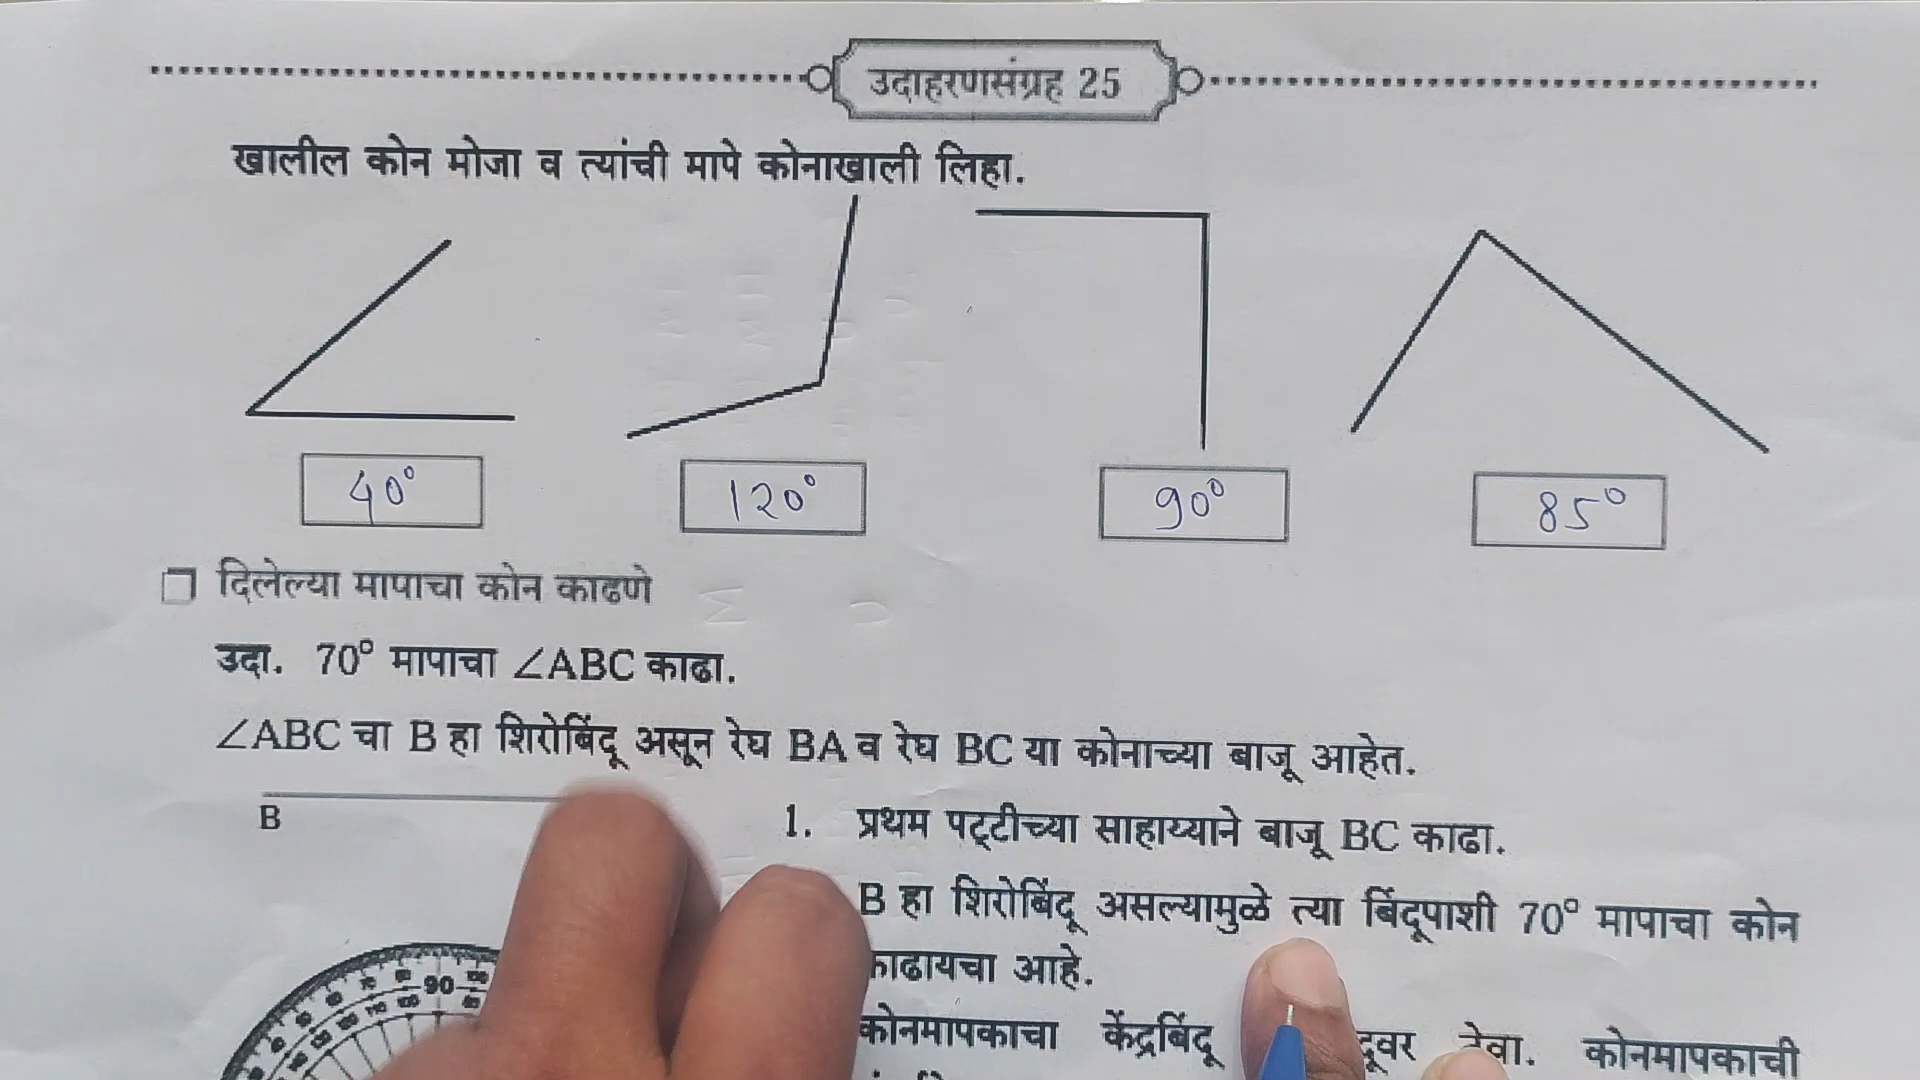 उदाहरणसंग्रह 25
खालील कोन मोजा व त्यांची मापे कोनाखाली लिहा.
40° 120° 90° 85°
दिलेल्या मापाचा कोन काढणे
उदा. 70° मापाचा ∠ABC काढा.
∠ABC चा B हा शिरोबिंदू असून रेघ BA व रेघ BC या कोनाच्या बाजू आहेत.
B
1. प्रथम पट्टीच्या साहाय्याने बाजू BC काढा.
B हा शिरोबिंदू असल्यामुळे त्या बिंदूपाशी 70° मापाचा कोन
काढायचा आहे.
90
कोनमापकाचा केंद्रबिंदू ठेवा. कोनमापकाची